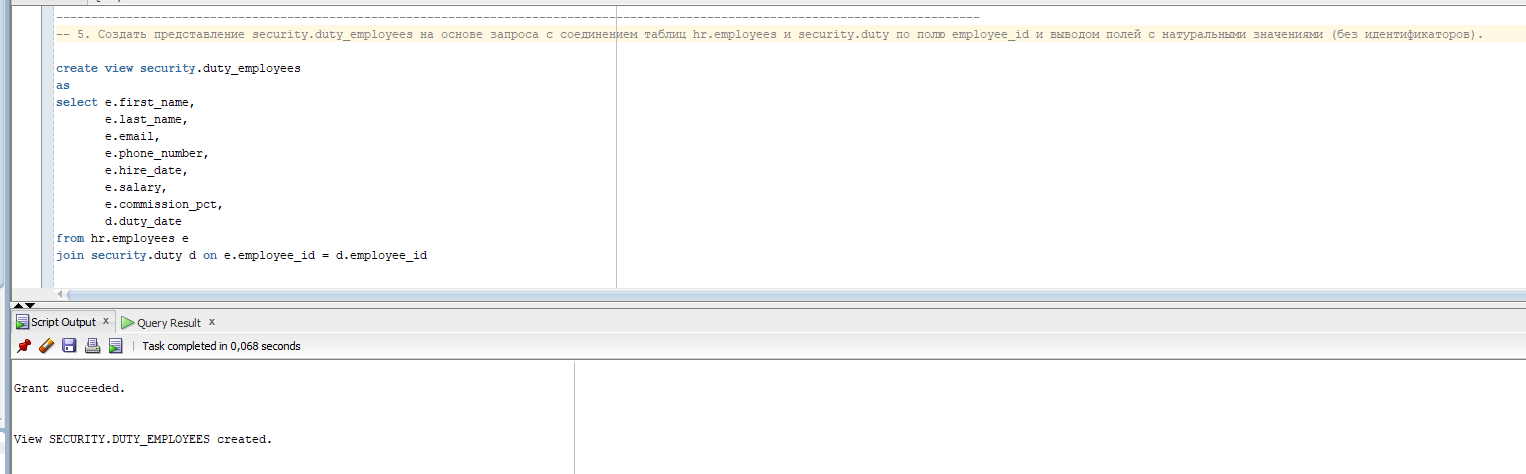 -- 5. Создать представление security.duty_employees на основе запроса с соединением таблиц hr.employees и security.duty по полю employee_id и выводом полей с натуральными значениями (без идентификаторов).
create view security.duty_employees
as
select e.first_name,
e.last_name,
e.email,
e.phone_number,
e.hire_date,
e.salary,
e.commission_pct,
d.duty_date
from hr.employees e
join security.duty d on e.employee_id = d.employee_id
Script Output x Query Result x
Task completed in 0,068 seconds
Grant succeeded.
View SECURITY.DUTY_EMPLOYEES created.